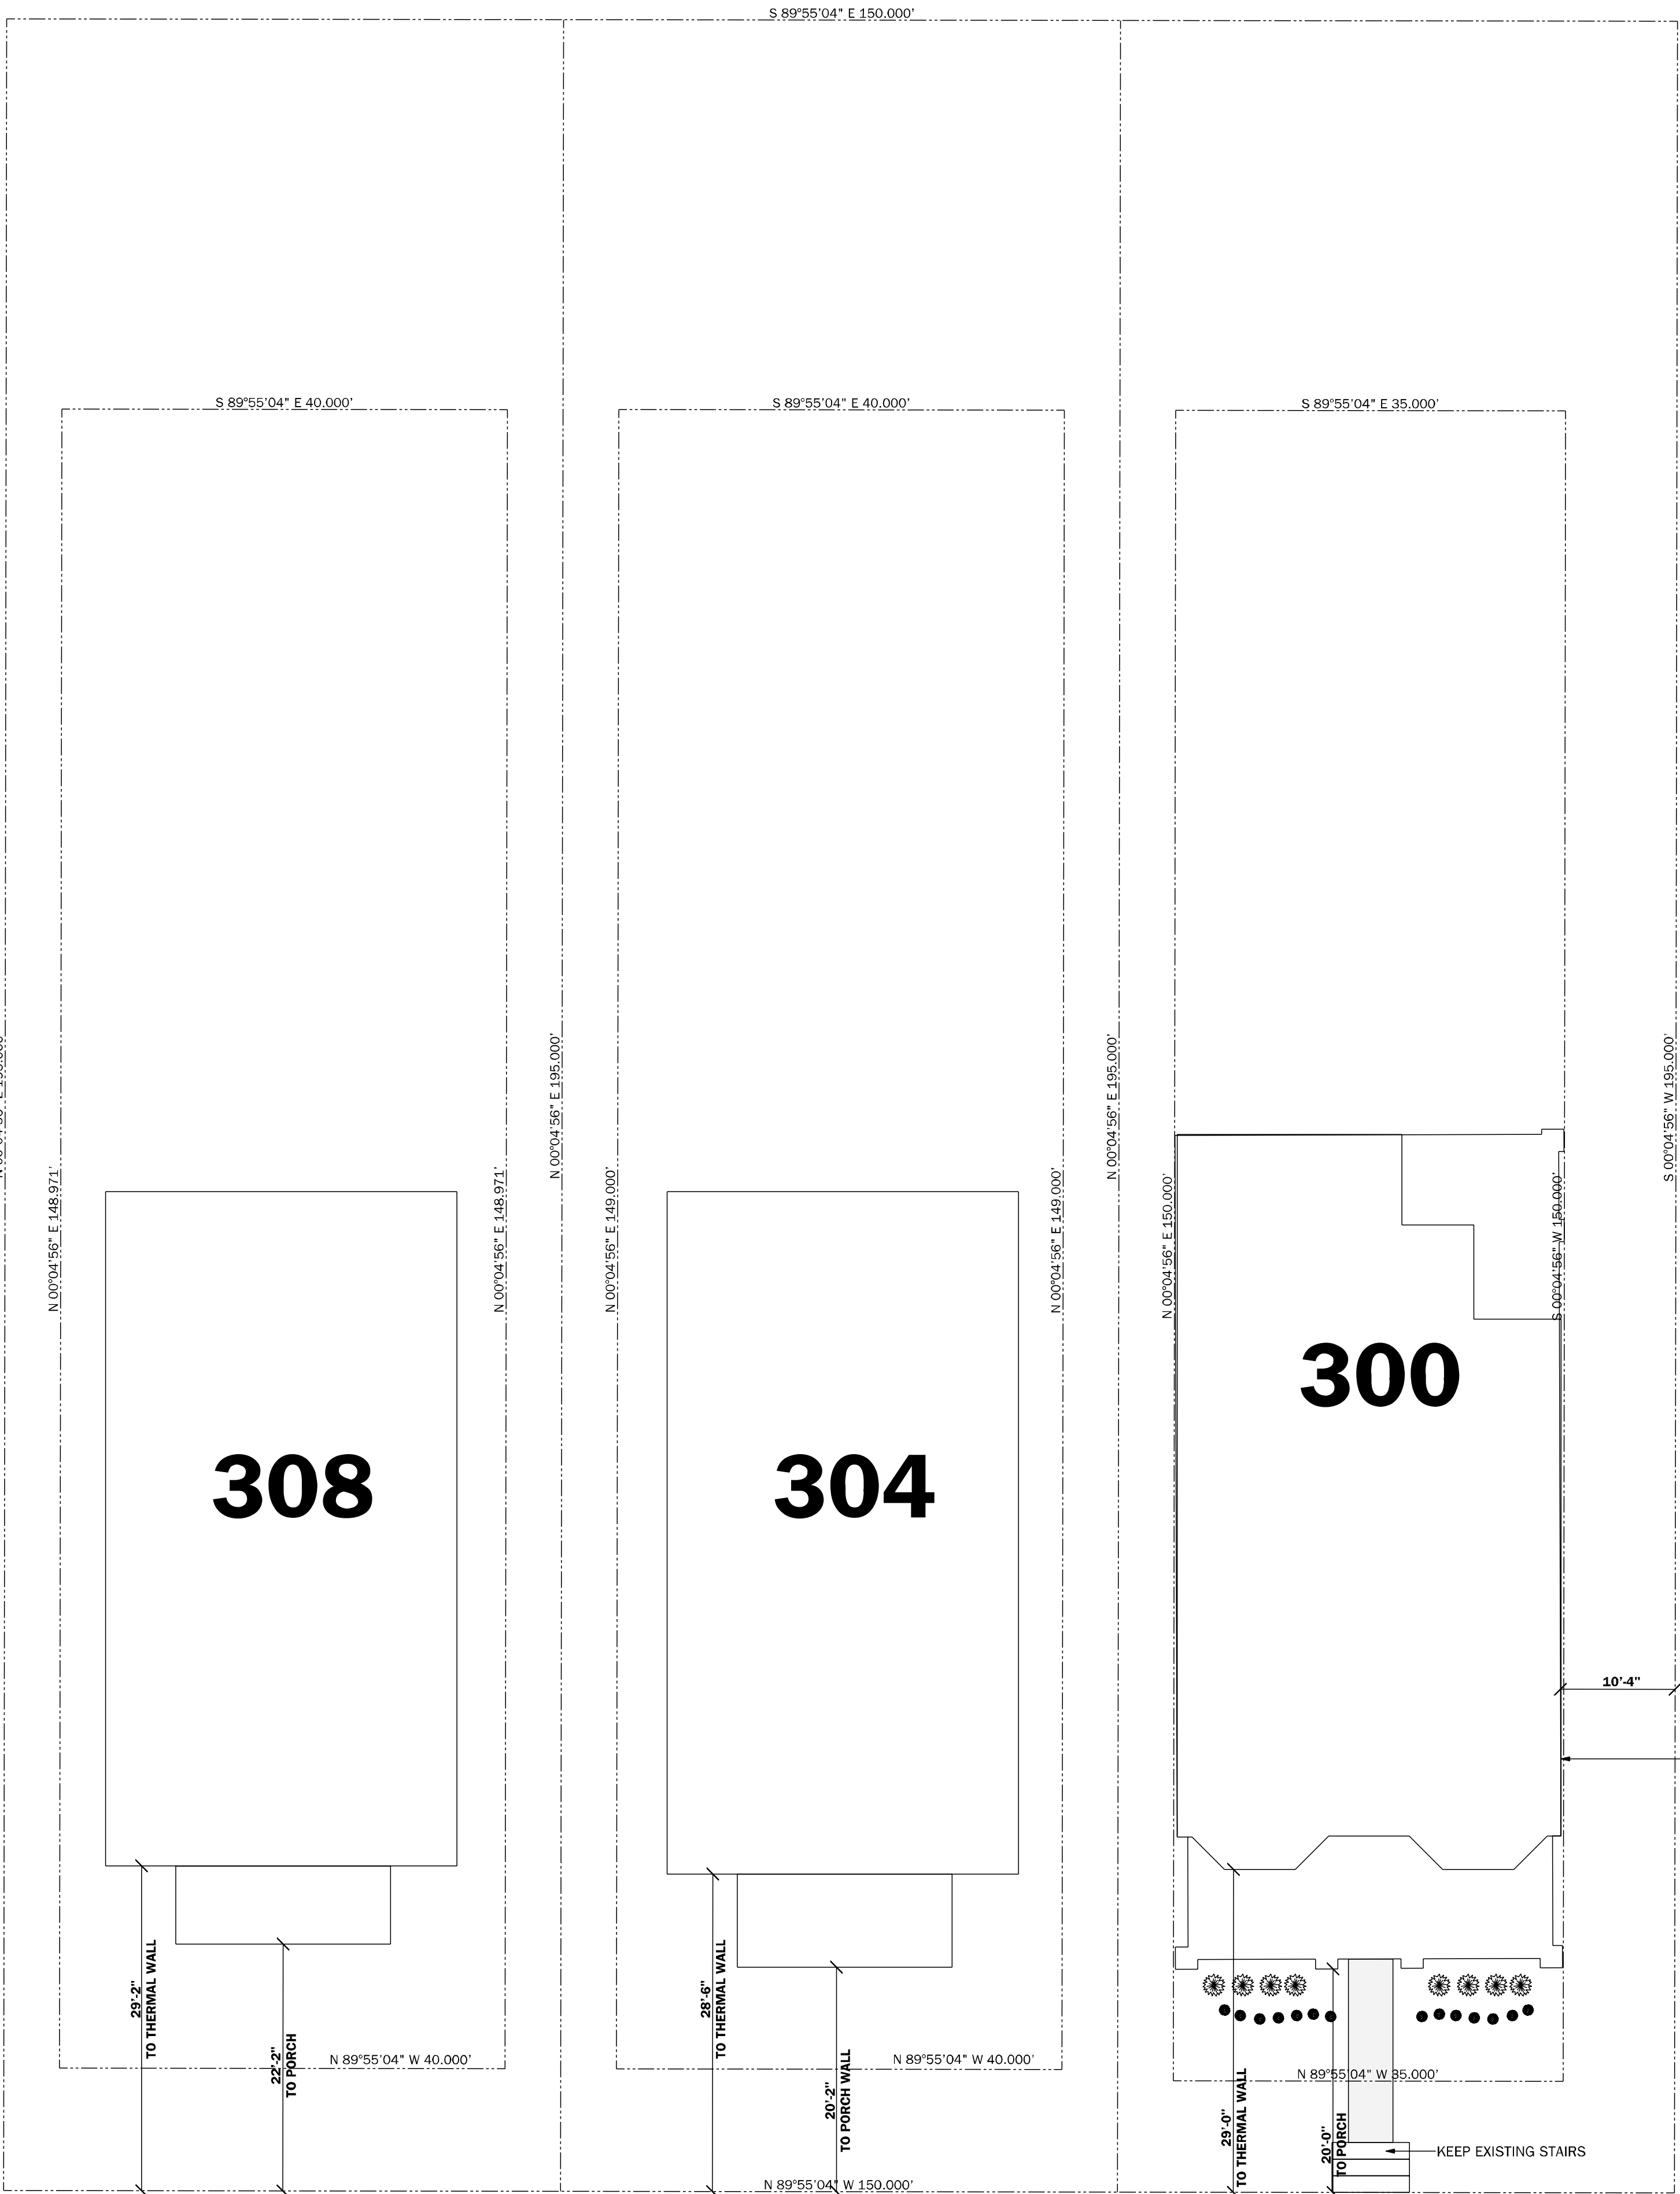 S 89°55'04" E 150.000'
S 89°55'04" E 40.000'
S 89°55'04" E 40.000'
S 89°55'04" E 35.000'
N 00°04'56" E 195.000'
N 00°04'56" E 195.000'
S 00°04'56" W 195.000'
N 00°04'56" E 148.971'
N 00°04'56" E 148.971'
N 00°04'56" E 149.000'
N 00°04'56" E 149.000'
N 00°04'56" E 150.000'
S 00°04'56" W 150.000'
300
308
304
10'-4"
29'-2"
TO THERMAL WALL
22'-2"
TO PORCH
28'-6"
TO THERMAL WALL
20'-2"
TO PORCH WALL
29'-0"
TO THERMAL WALL
20'-0"
TO PORCH
N 89°55'04" W 40.000'
N 89°55'04" W 40.000'
N 89°55'04" W 35.000'
KEEP EXISTING STAIRS
N 89°55'04" W 150.000'